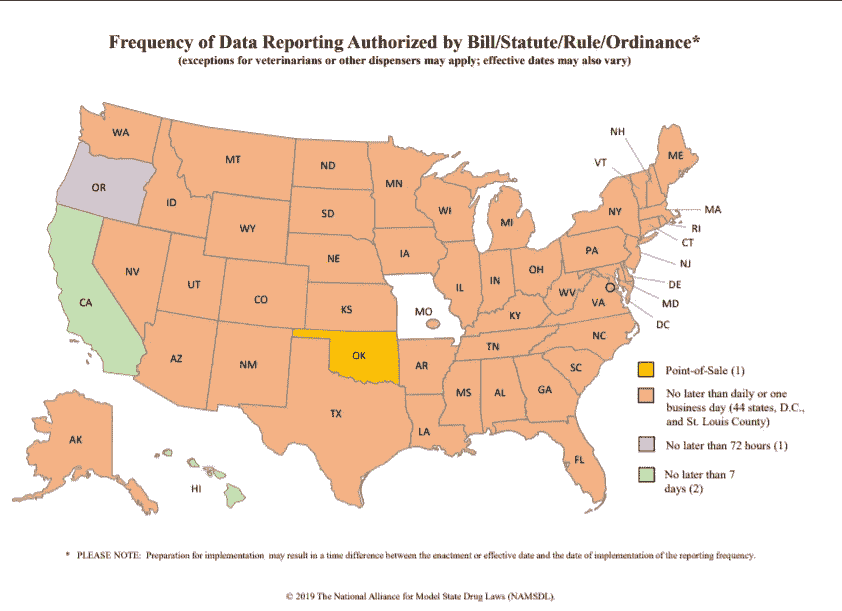 Frequency of Data Reporting Authorized by Bill/Statute/Rule/Ordinance*
(exceptions for veterinarians or other dispensers may apply; effective dates may also vary)
NH
WA
ME
VT
MT
ND
MN
OR
ID
WI
MI
NY
MA
SD
WY
RI
CT
PA
IA
NE
NJ
OH
NV
UT
IL
IN
DE
WV
CA
CO
VA
MD
KS
MO
KY
DC
NC
TN
OK
AZ
NM
AR
SC
Point-of-Sale (1)
MS
AL
GA
No later than daily or one
business day (44 states, D.C.,
and St. Louis County)
TX
LA
AK
No later than 72 hours (1)
FL
No later than 7
days (2)
HI
* PLEASE NOTE: Preparation for implementation may result in a time difference between the enactment or effective date and the date of implementation of the reporting frequency.
© 2019 The National Alliance for Model State Drug Laws (NAMSDL).